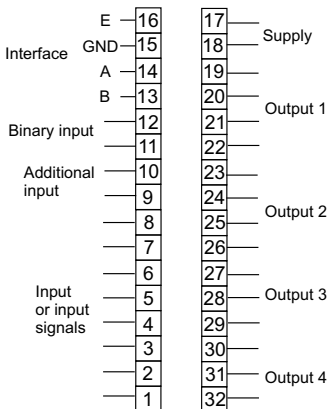 E 16 17
Supply
Interface GND 15 18
A 14 19
B 13 20
Output 1
Binary input 12 21
11 22
Additional
input
10 23
9 24
Output 2
8 25
7 26
6 27
Input
or input
signals
5 28 Output 3
4 29
3 30
2 31 Output 4
1 32